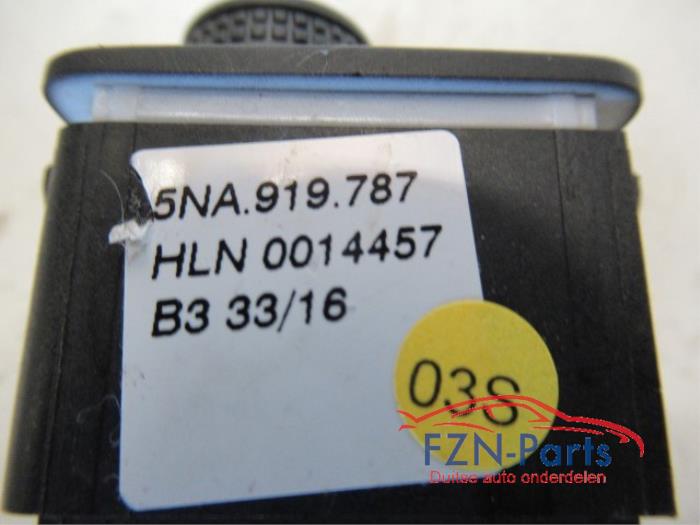 5NA.919.787
HLN 0014457
B3 33/16
03S
FZN-Parts
Duitse auto onderdelen